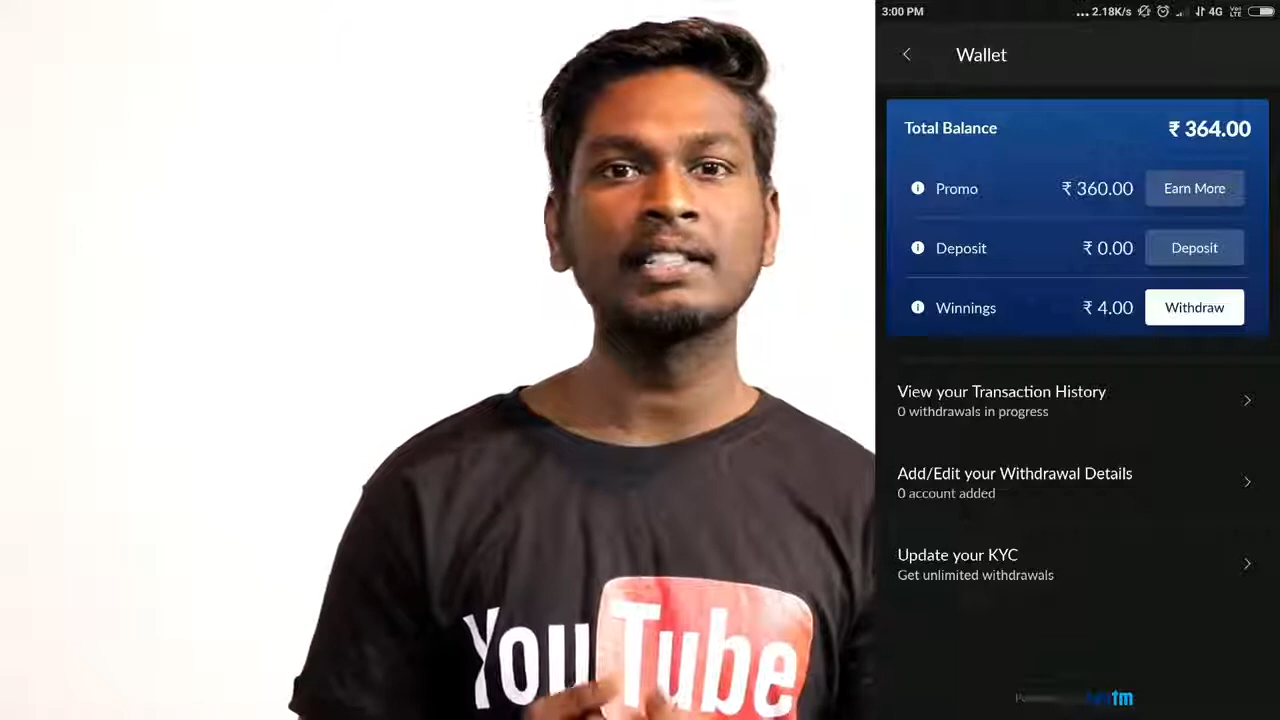 3:00 PM
... 2.18K/s
4G
Vo
LTE
Wallet
Total Balance ₹ 364.00
Promo ₹ 360.00 Earn More
Deposit ₹ 0.00 Deposit
Winnings ₹ 4.00 Withdraw
View your Transaction History
0 withdrawals in progress
Add/Edit your Withdrawal Details
0 account added
Update your KYC
Get unlimited withdrawals
YouTube